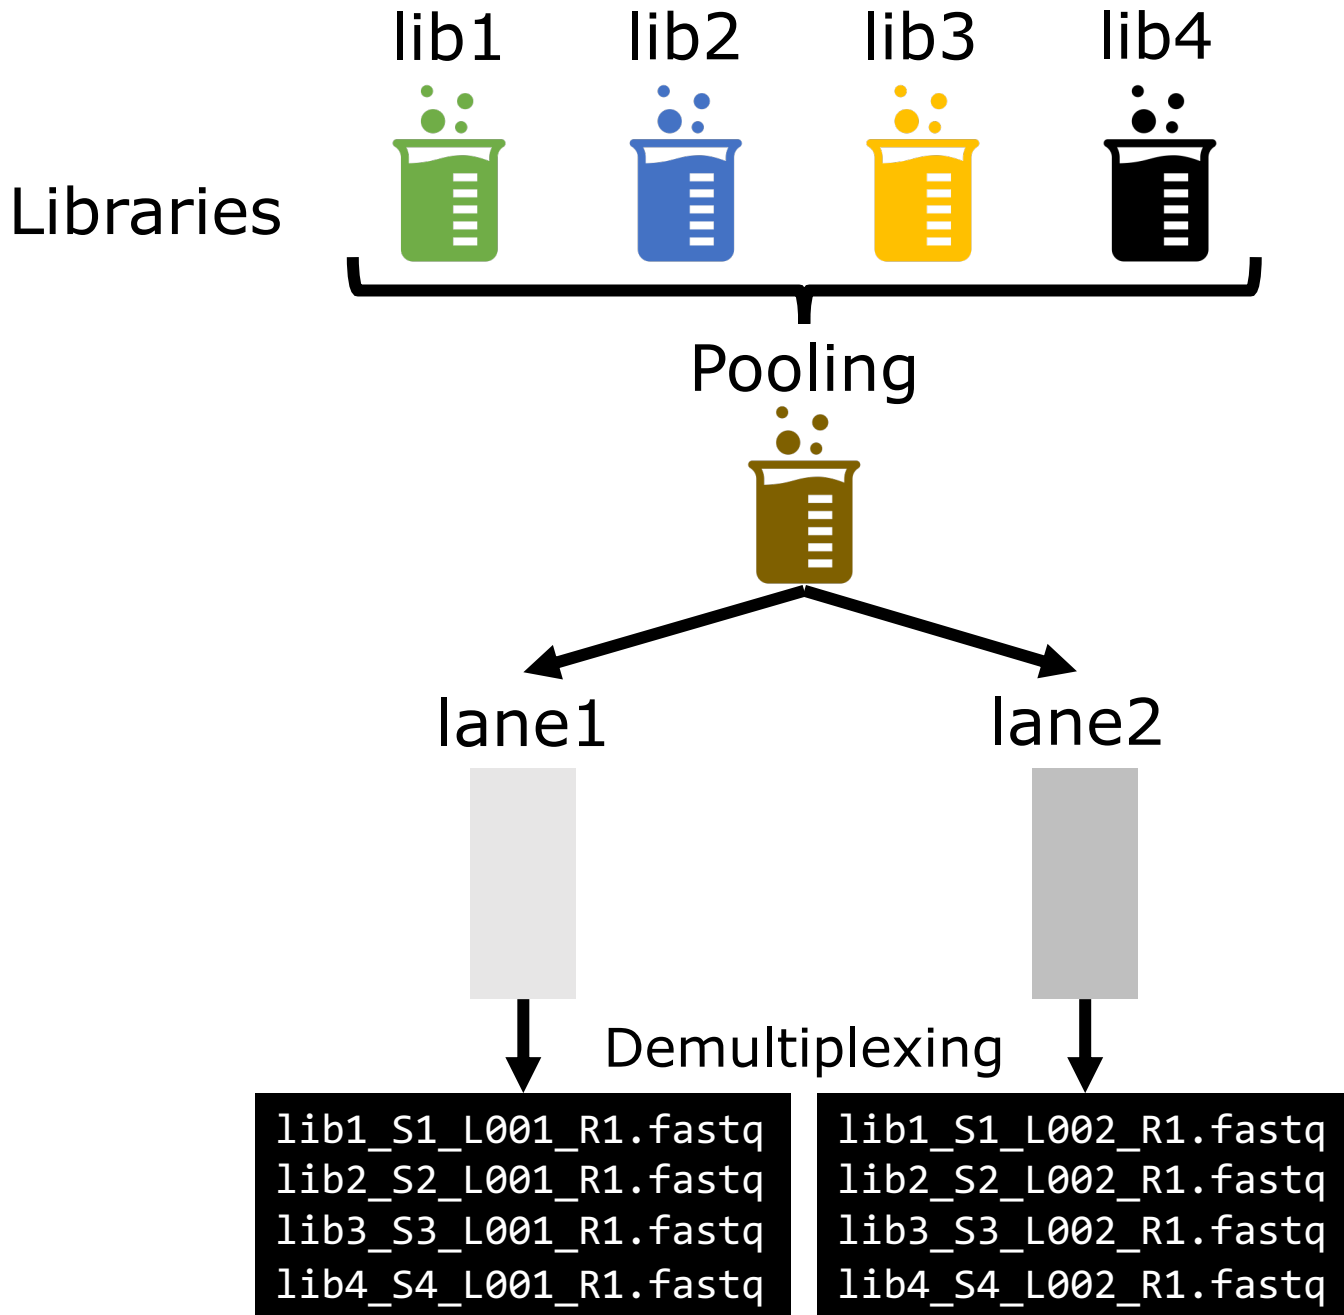 lib1 lib2 lib3 lib4
Libraries
Pooling
lane1 lane2
Demultiplexing
lib1_S1_L001_R1.fastq
lib2_S2_L001_R1.fastq
lib3_S3_L001_R1.fastq
lib4_S4_L001_R1.fastq
lib1_S1_L002_R1.fastq
lib2_S2_L002_R1.fastq
lib3_S3_L002_R1.fastq
lib4_S4_L002_R1.fastq